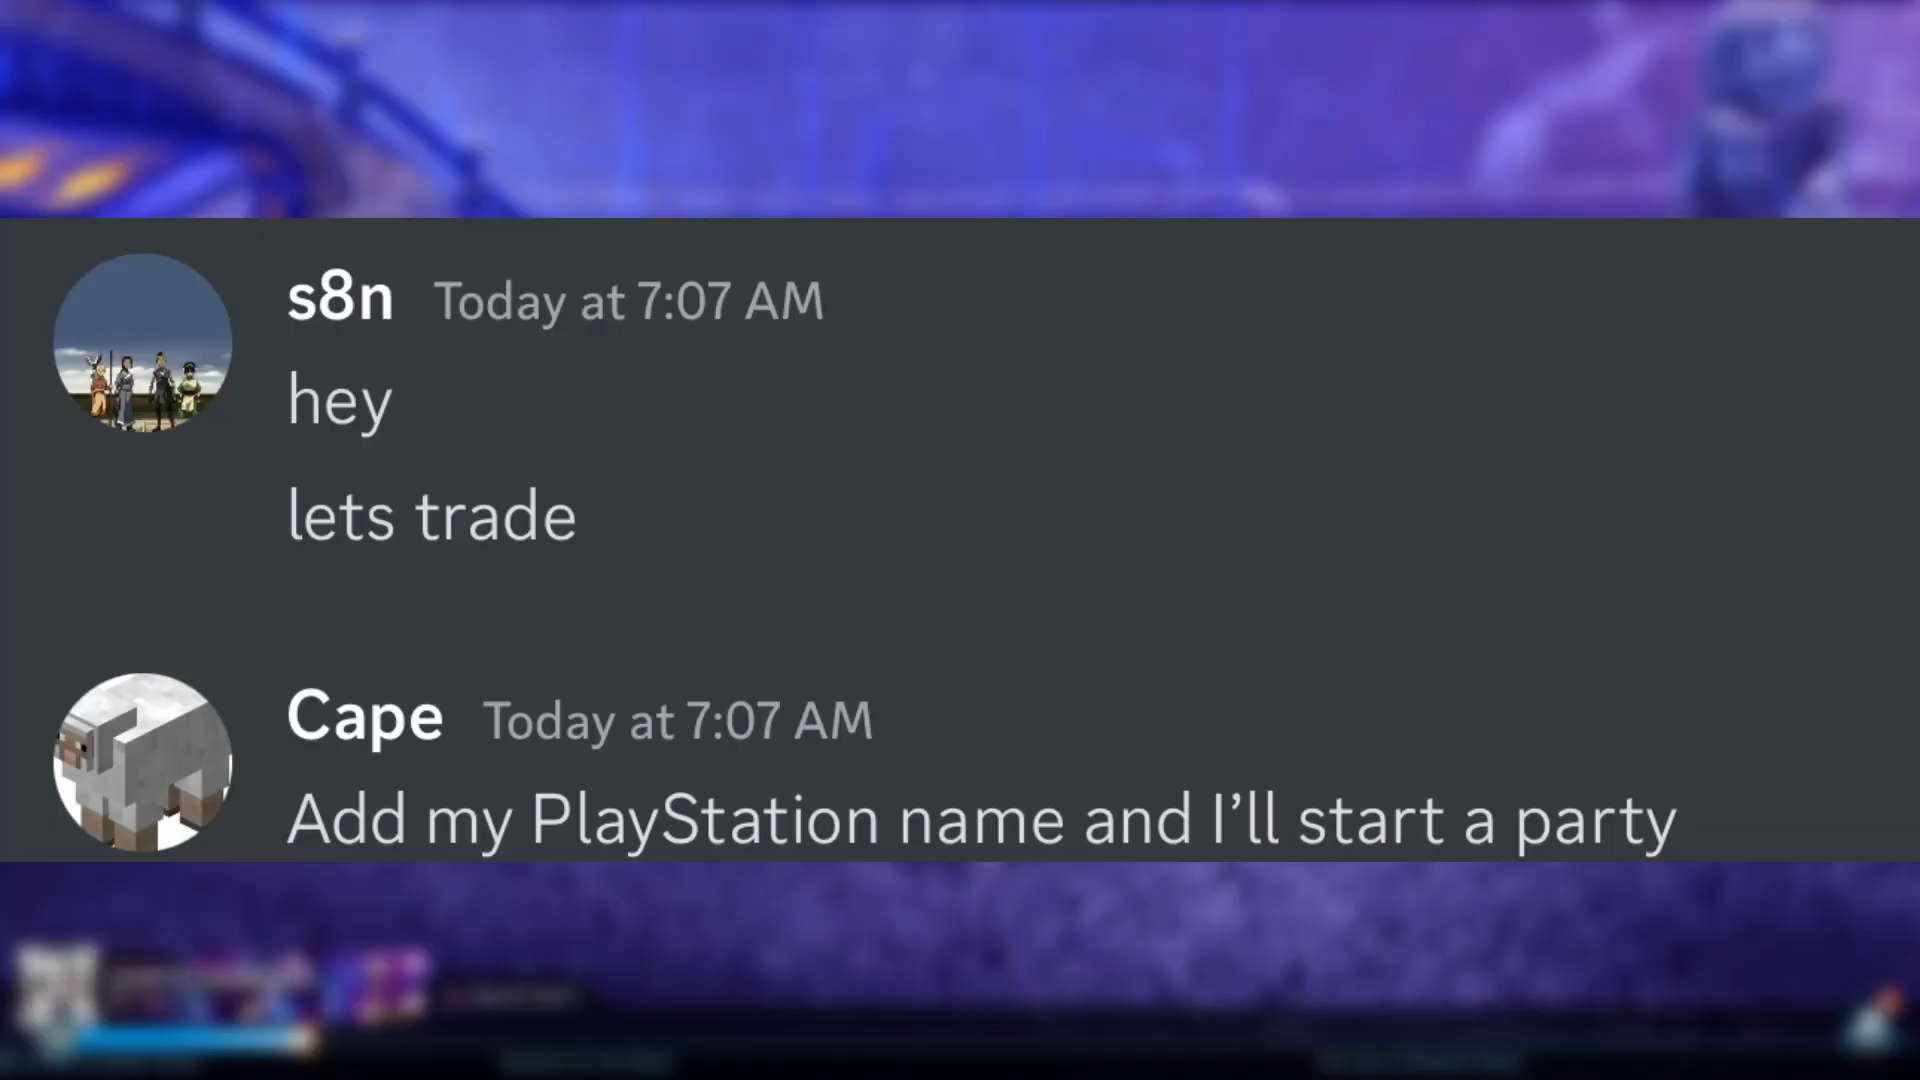 s8n Today at 7:07 AM
hey
lets trade
Cape Today at 7:07 AM
Add my PlayStation name and I’ll start a party